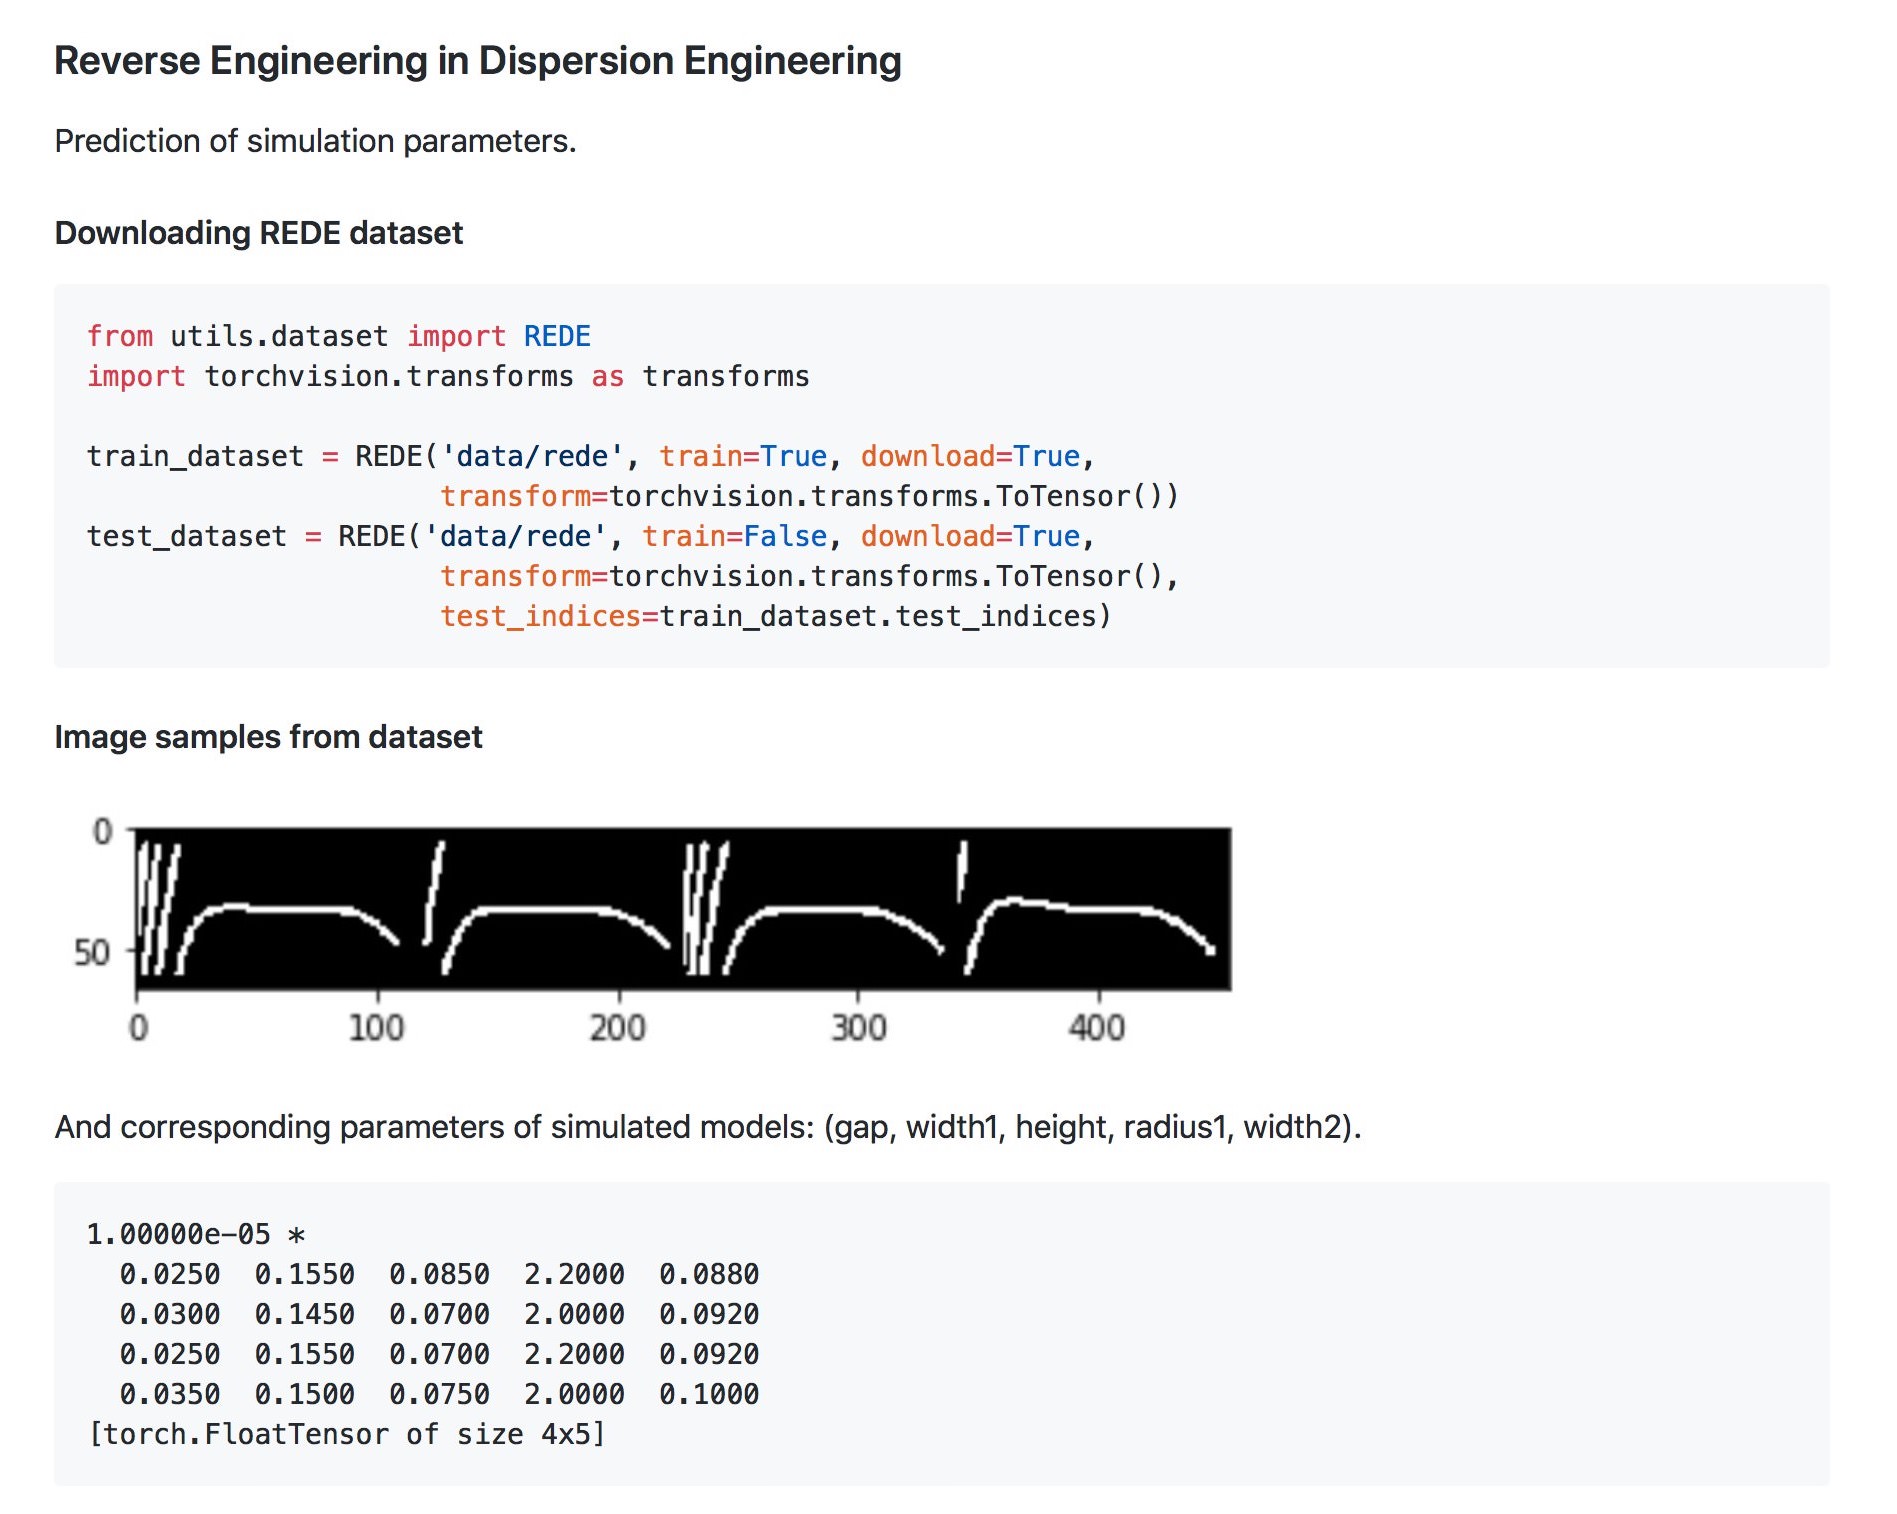 Reverse Engineering in Dispersion Engineering
Prediction of simulation parameters.
Downloading REDE dataset
from utils.dataset import REDE
import torchvision.transforms as transforms
train_dataset = REDE('data/rede', train=True, download=True,
transform=torchvision.transforms.ToTensor())
test_dataset = REDE('data/rede', train=False, download=True,
transform=torchvision.transforms.ToTensor(),
test_indices=train_dataset.test_indices)
Image samples from dataset
0
50
0 100 200 300 400
And corresponding parameters of simulated models: (gap, width1, height, radius1, width2).
1.00000e-05 *
0.0250 0.1550 0.0850 2.2000 0.0880
0.0300 0.1450 0.0700 2.0000 0.0920
0.0250 0.1550 0.0700 2.2000 0.0920
0.0350 0.1500 0.0750 2.0000 0.1000
[torch.FloatTensor of size 4x5]